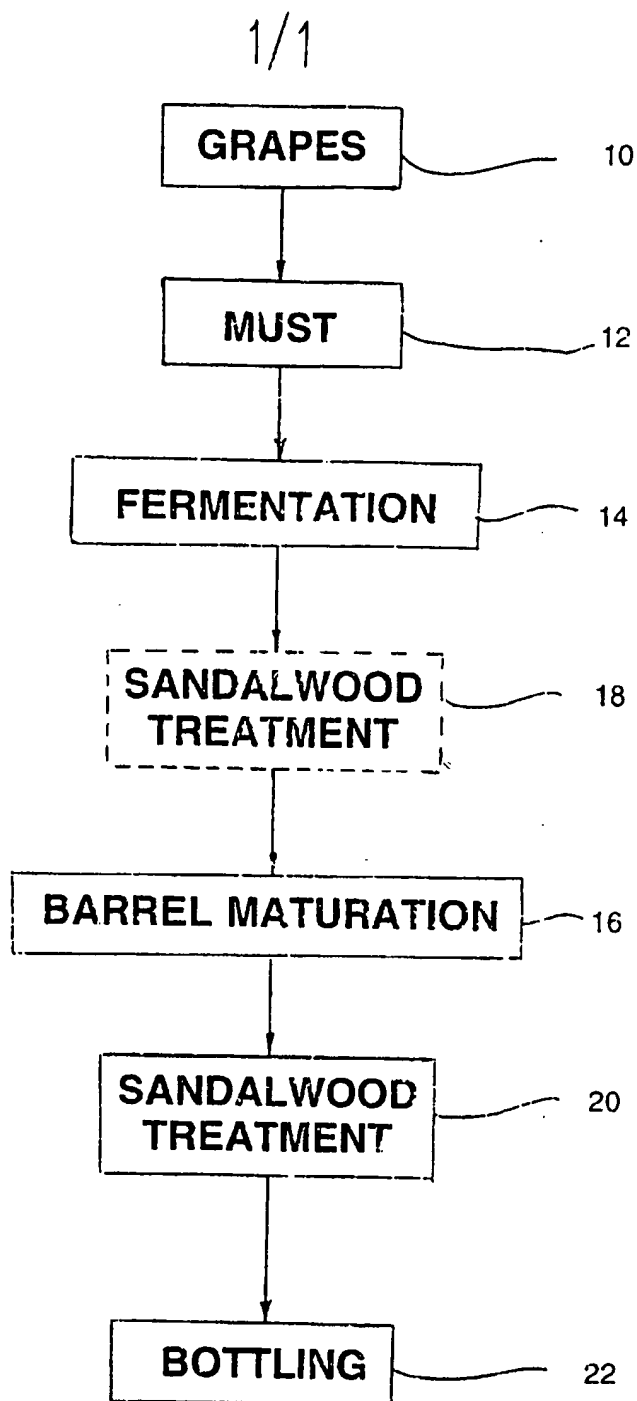 1/1
GRAPES
10
MUST
12
FERMENTATION
14
SANDALWOOD
TREATMENT
18
BARREL MATURATION
16
SANDALWOOD
TREATMENT
20
BOTTLING
22